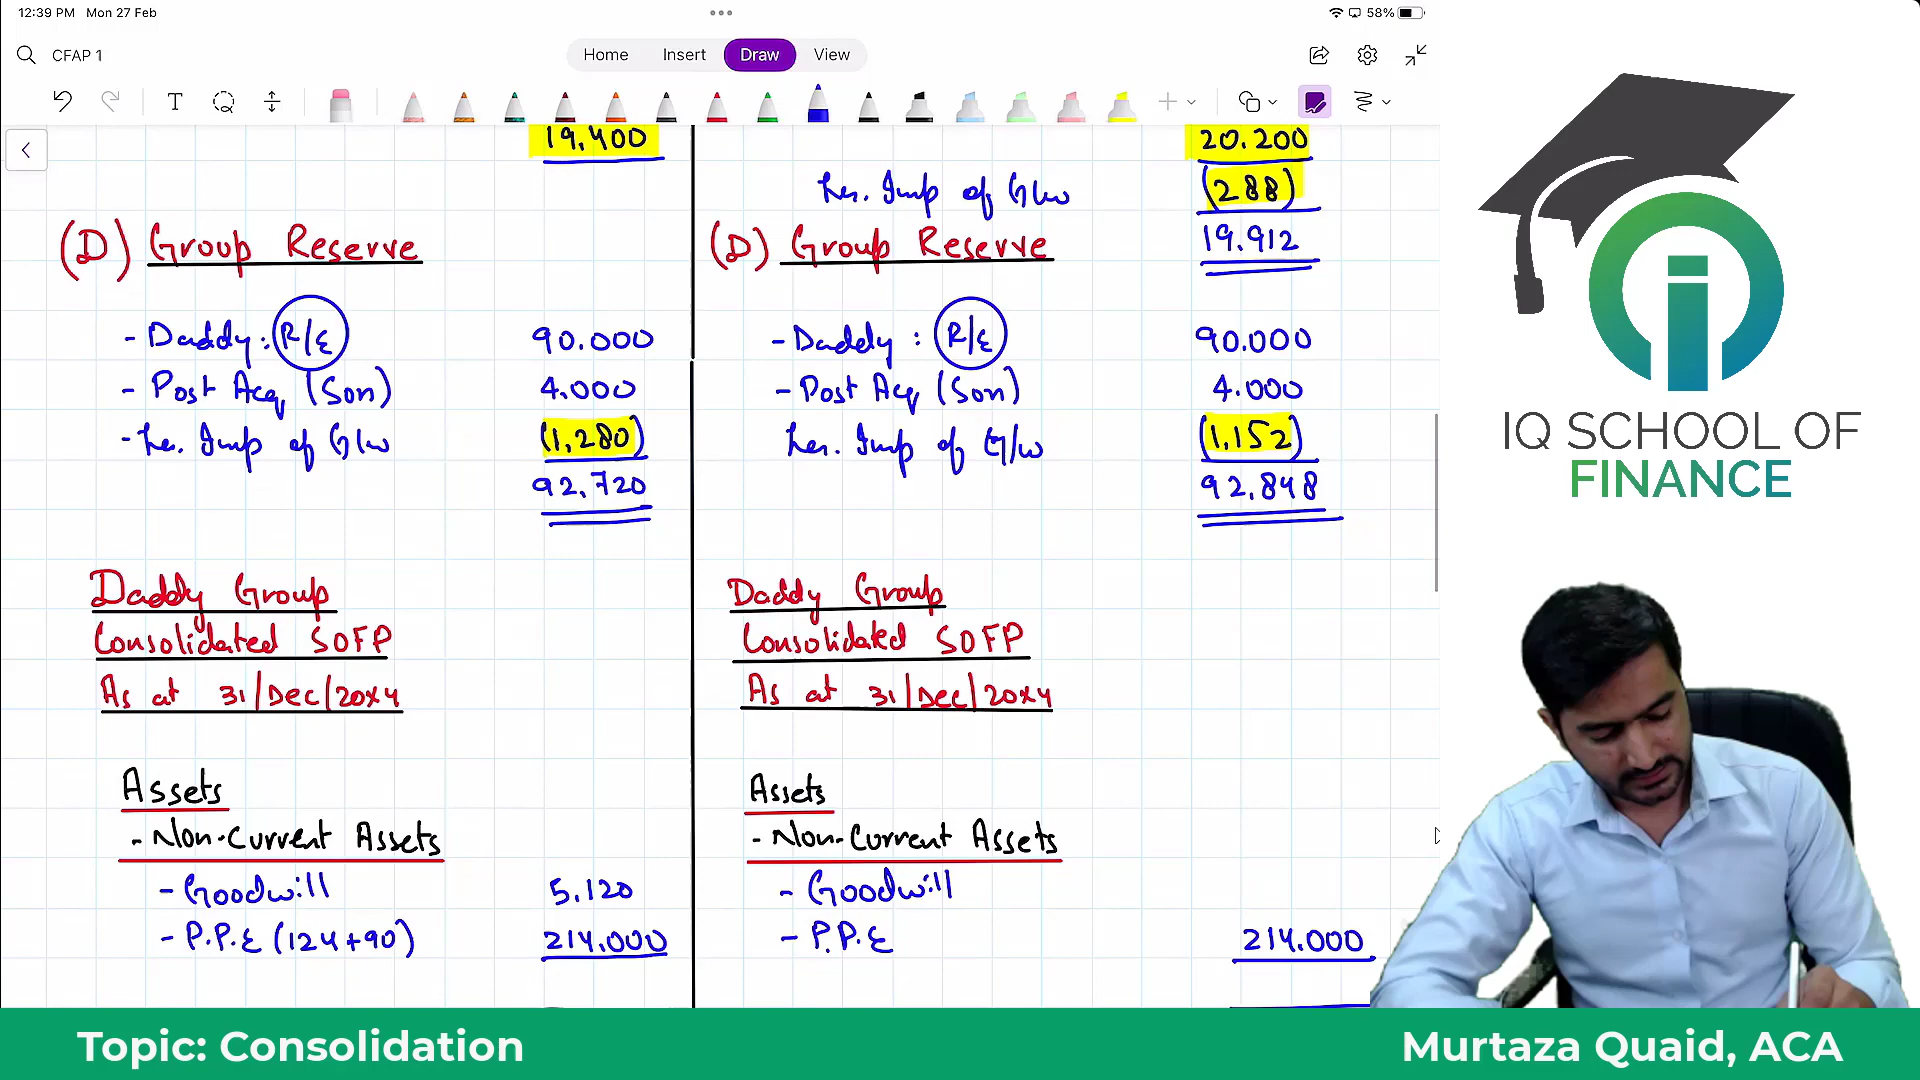 12:39 PM Mon 27 Feb
58%
CFAP 1
Home Insert Draw View
T
19,400
20.200
Les. Imp of G/w (288)
19.912
(D) Group Reserve
- Daddy: R/E 90.000
- Post Acq (Son) 4.000
- Les. Imp of G/w (1,280)
92,720
(D) Group Reserve
- Daddy: R/E 90.000
- Post Acq (Son) 4.000
Les. Imp of G/w (1,152)
92.848
Daddy Group
Consolidated SOFP
As at 31/Dec/20x4
Assets
- Non-Current Assets
- Goodwill 5.120
- P.P.E (124+90) 214.000
Daddy Group
Consolidated SOFP
As at 31/Dec/20x4
Assets
- Non-Current Assets
- Goodwill
- P.P.E 214.000
IQ SCHOOL OF
FINANCE
Topic: Consolidation
Murtaza Quaid, ACA